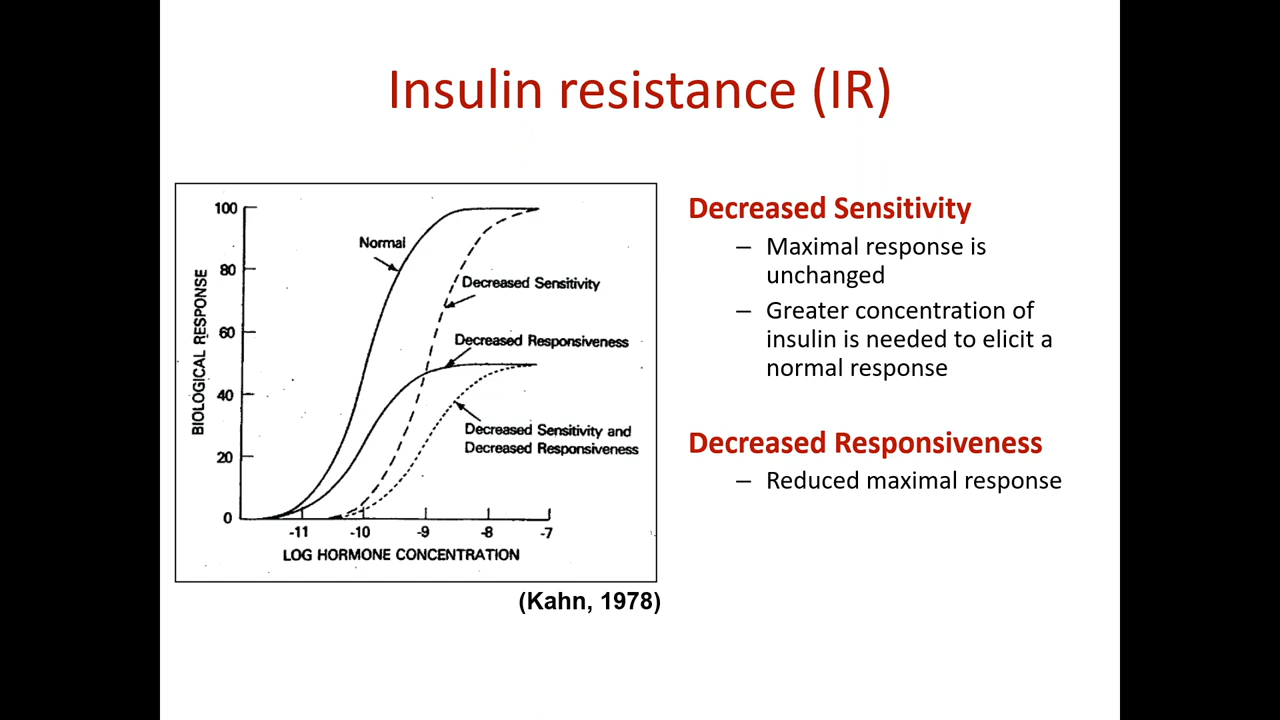 Insulin resistance (IR)
100
80
60
40
20
0
BIOLOGICAL RESPONSE
Normal
Decreased Sensitivity
Decreased Responsiveness
Decreased Sensitivity and
Decreased Responsiveness
-11
-10
-9
-8
-7
LOG HORMONE CONCENTRATION
(Kahn, 1978)
Decreased Sensitivity
– Maximal response is
unchanged
– Greater concentration of
insulin is needed to elicit a
normal response
Decreased Responsiveness
– Reduced maximal response